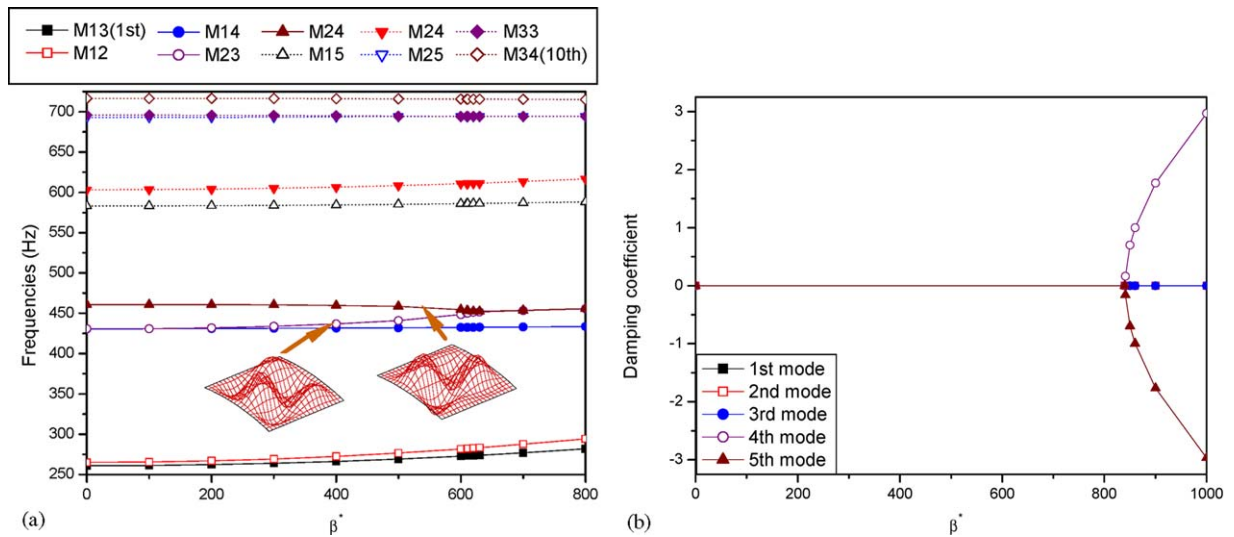 M13(1st) M14 M24 M24 M33
M12 M23 M15 M25 M34(10th)
700
650
600
550
500
450
400
350
300
250
Frequencies (Hz)
0 200 400 600 800
β*
(a)
3
2
1
0
-1
-2
-3
Damping coefficient
1st mode
2nd mode
3rd mode
4th mode
5th mode
0 200 400 600 800 1000
β*
(b)